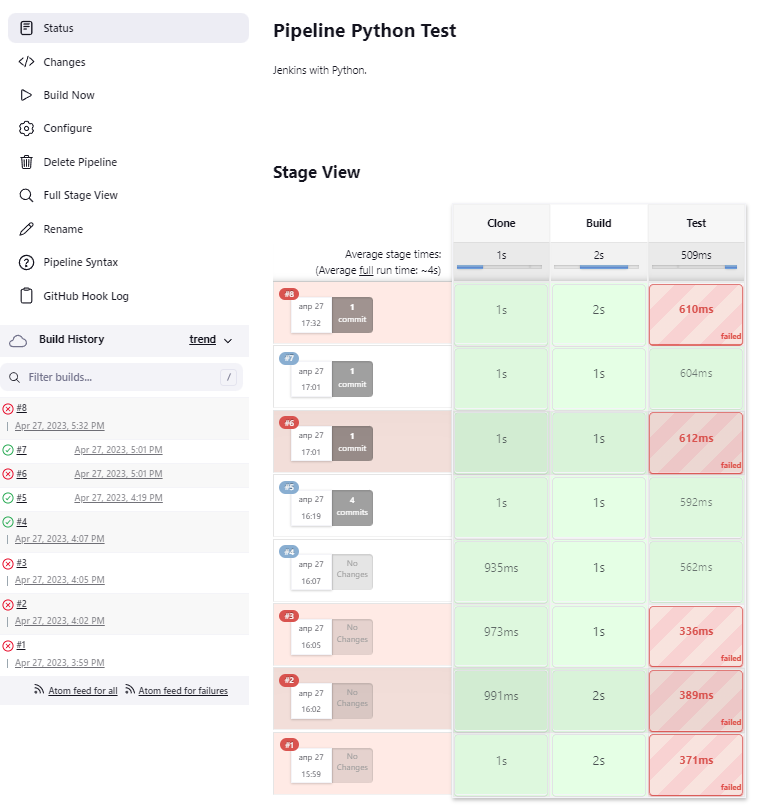 Status
Changes
Build Now
Configure
Delete Pipeline
Full Stage View
Rename
Pipeline Syntax
GitHub Hook Log
Build History trend
Filter builds... /
#8
| Apr 27, 2023, 5:32 PM
#7 Apr 27, 2023, 5:01 PM
#6 Apr 27, 2023, 5:01 PM
#5 Apr 27, 2023, 4:19 PM
#4
| Apr 27, 2023, 4:07 PM
#3
| Apr 27, 2023, 4:05 PM
#2
| Apr 27, 2023, 4:02 PM
#1
| Apr 27, 2023, 3:59 PM
Atom feed for all Atom feed for failures
Pipeline Python Test
Jenkins with Python.
Stage View
Clone Build Test
Average stage times: 1s 2s 509ms
(Average full run time: ~4s)
#8
апр 27 1
17:32 commit
1s 2s 610ms
failed
#7
апр 27 1
17:01 commit
1s 1s 604ms
#6
апр 27 1
17:01 commit
1s 1s 612ms
failed
#5
апр 27 4
16:19 commits
1s 1s 592ms
#4
апр 27 No
16:07 Changes
935ms 1s 562ms
#3
апр 27 No
16:05 Changes
973ms 1s 336ms
failed
#2
апр 27 No
16:02 Changes
991ms 2s 389ms
failed
#1
апр 27 No
15:59 Changes
1s 2s 371ms
failed